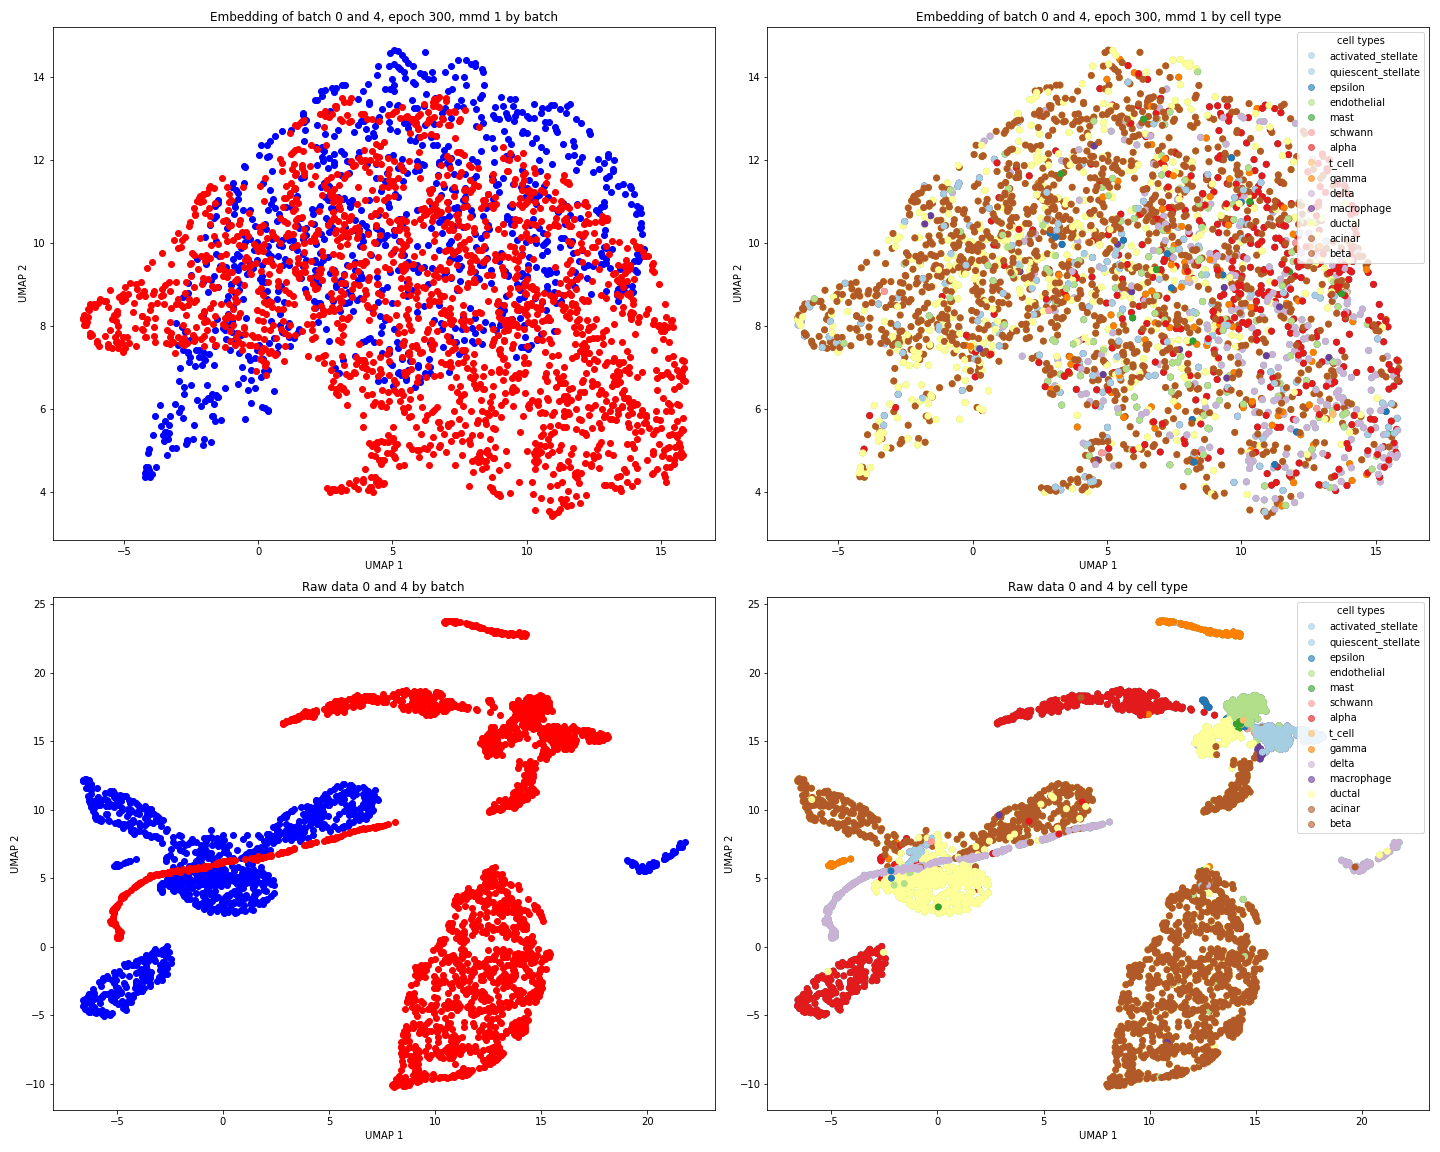 Embedding of batch 0 and 4, epoch 300, mmd 1 by batch
14
12
10
8
6
4
UMAP 2
−5
0
5
10
15
UMAP 1
Embedding of batch 0 and 4, epoch 300, mmd 1 by cell type
14
12
10
8
6
4
UMAP 2
−5
0
5
10
15
UMAP 1
cell types
activated_stellate
quiescent_stellate
epsilon
endothelial
mast
schwann
alpha
t_cell
gamma
delta
macrophage
ductal
acinar
beta
Raw data 0 and 4 by batch
25
20
15
10
5
0
−5
−10
UMAP 2
−5
0
5
10
15
20
UMAP 1
Raw data 0 and 4 by cell type
25
20
15
10
5
0
−5
−10
UMAP 2
−5
0
5
10
15
20
UMAP 1
cell types
activated_stellate
quiescent_stellate
epsilon
endothelial
mast
schwann
alpha
t_cell
gamma
delta
macrophage
ductal
acinar
beta